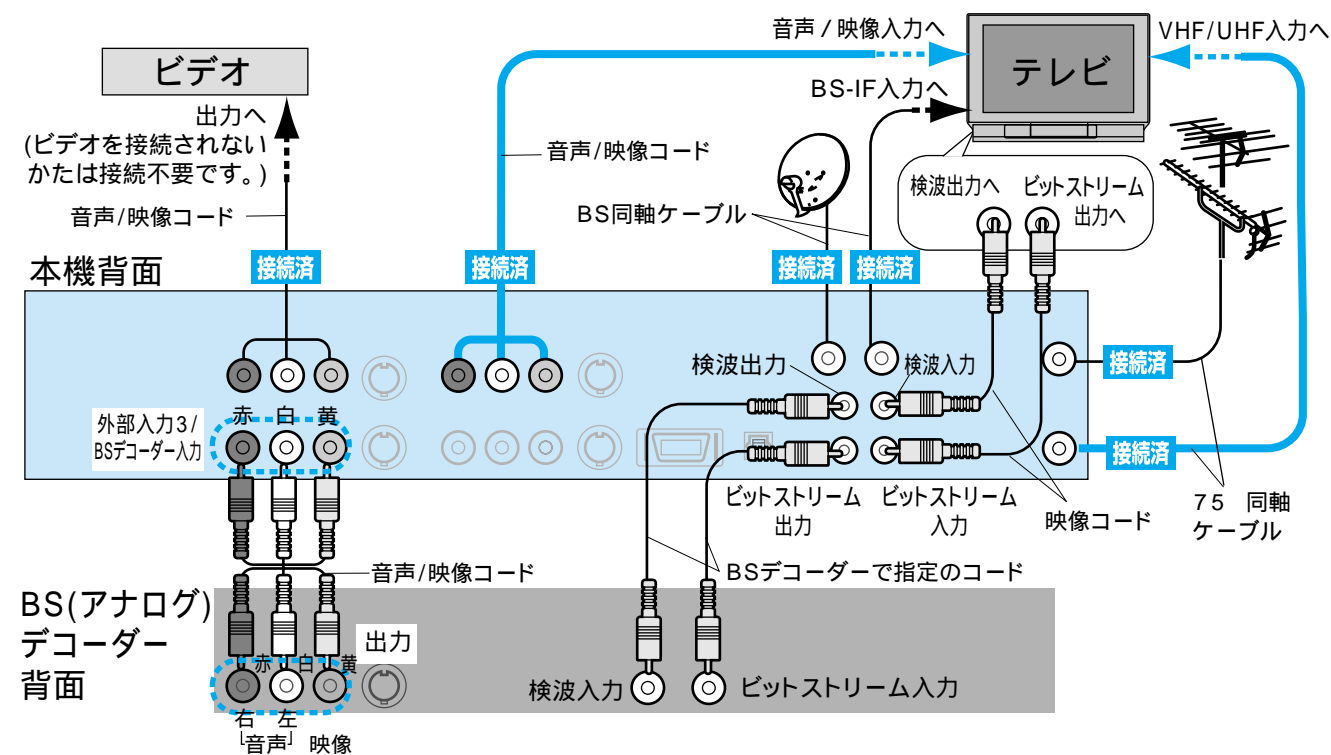 音声/映像入力へ
VHF/UHF入力へ
ビデオ
テレビ
BS-IF入力へ
出力へ
(ビデオを接続されない
かたは接続不要です。)
音声/映像コード
検波出力へ
ビットストリーム
出力へ
音声/映像コード
BS同軸ケーブル
本機背面
接続済
接続済
接続済
接続済
検波出力
検波入力
接続済
外部入力3/
BSデコーダー入力
赤 白 黄
接続済
ビットストリーム
出力
ビットストリーム
入力
映像コード
75 同軸
ケーブル
音声/映像コード
BSデコーダーで指定のコード
BS(アナログ)
デコーダー
背面
出力
赤 白 黄
検波入力
ビットストリーム入力
右 左
音声 映像